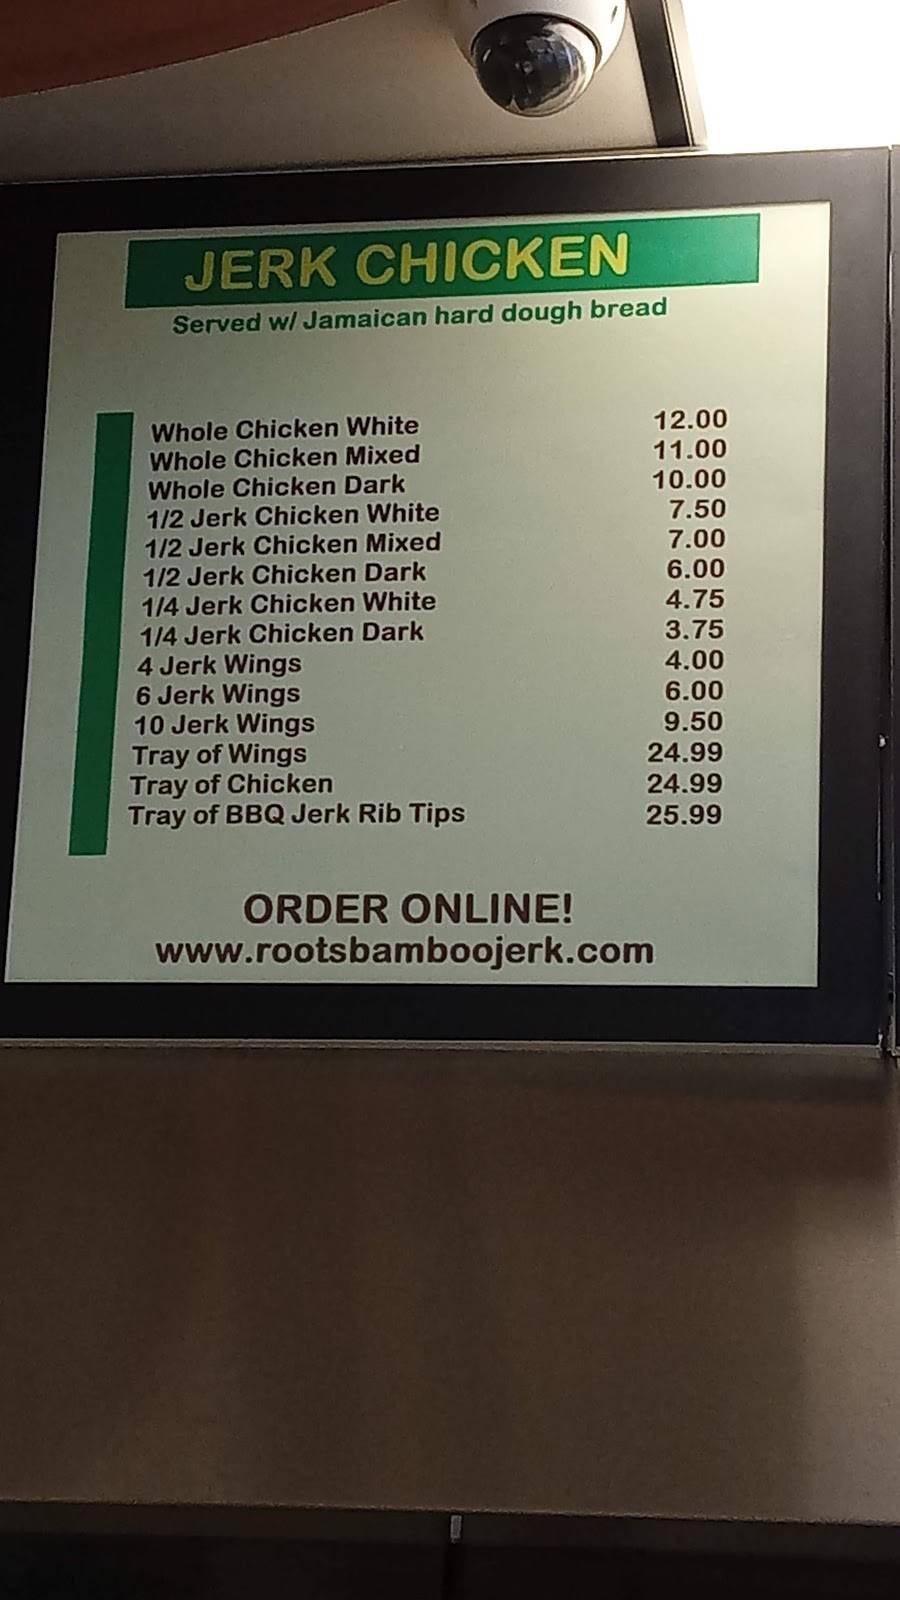 JERK CHICKEN
Served w/ Jamaican hard dough bread
Whole Chicken White 12.00
Whole Chicken Mixed 11.00
Whole Chicken Dark 10.00
1/2 Jerk Chicken White 7.50
1/2 Jerk Chicken Mixed 7.00
1/2 Jerk Chicken Dark 6.00
1/4 Jerk Chicken White 4.75
1/4 Jerk Chicken Dark 3.75
4 Jerk Wings 4.00
6 Jerk Wings 6.00
10 Jerk Wings 9.50
Tray of Wings 24.99
Tray of Chicken 24.99
Tray of BBQ Jerk Rib Tips 25.99
ORDER ONLINE!
www.rootsbamboojerk.com